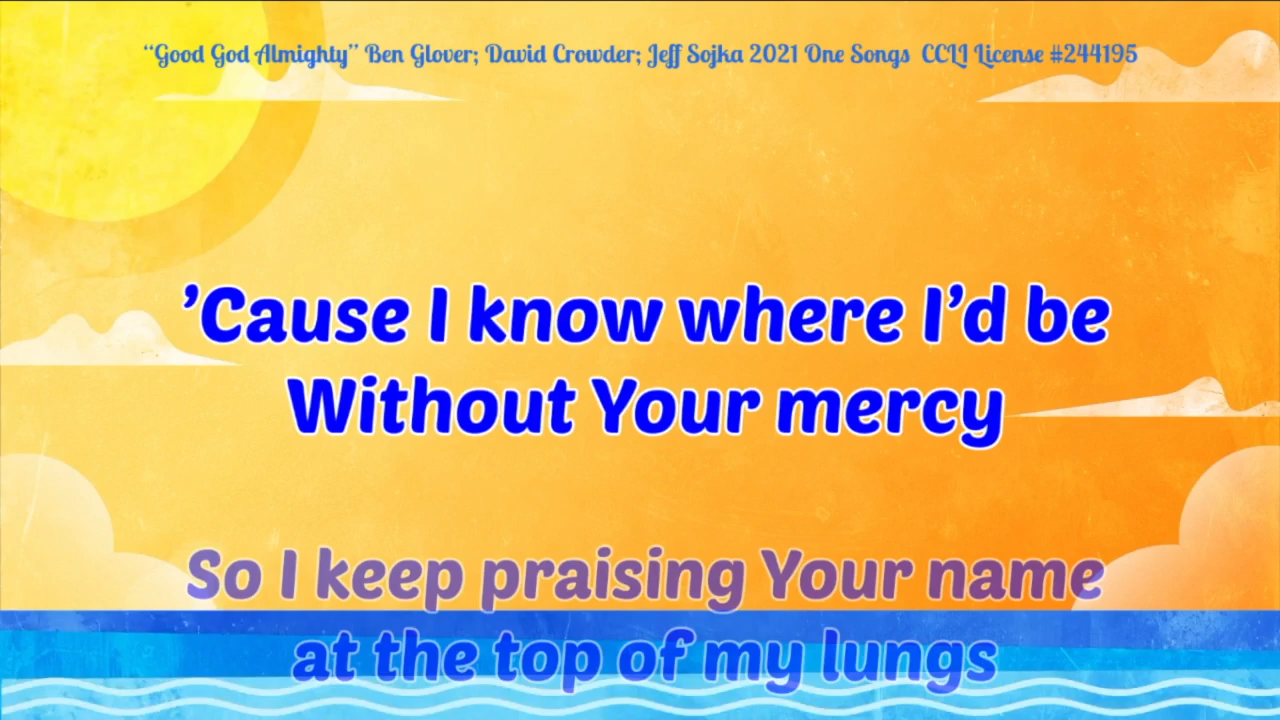 “Good God Almighty” Ben Glover; David Crowder; Jeff Sojka 2021 One Songs CCLI License #244195
’Cause I know where I’d be
Without Your mercy
So I keep praising Your name
at the top of my lungs